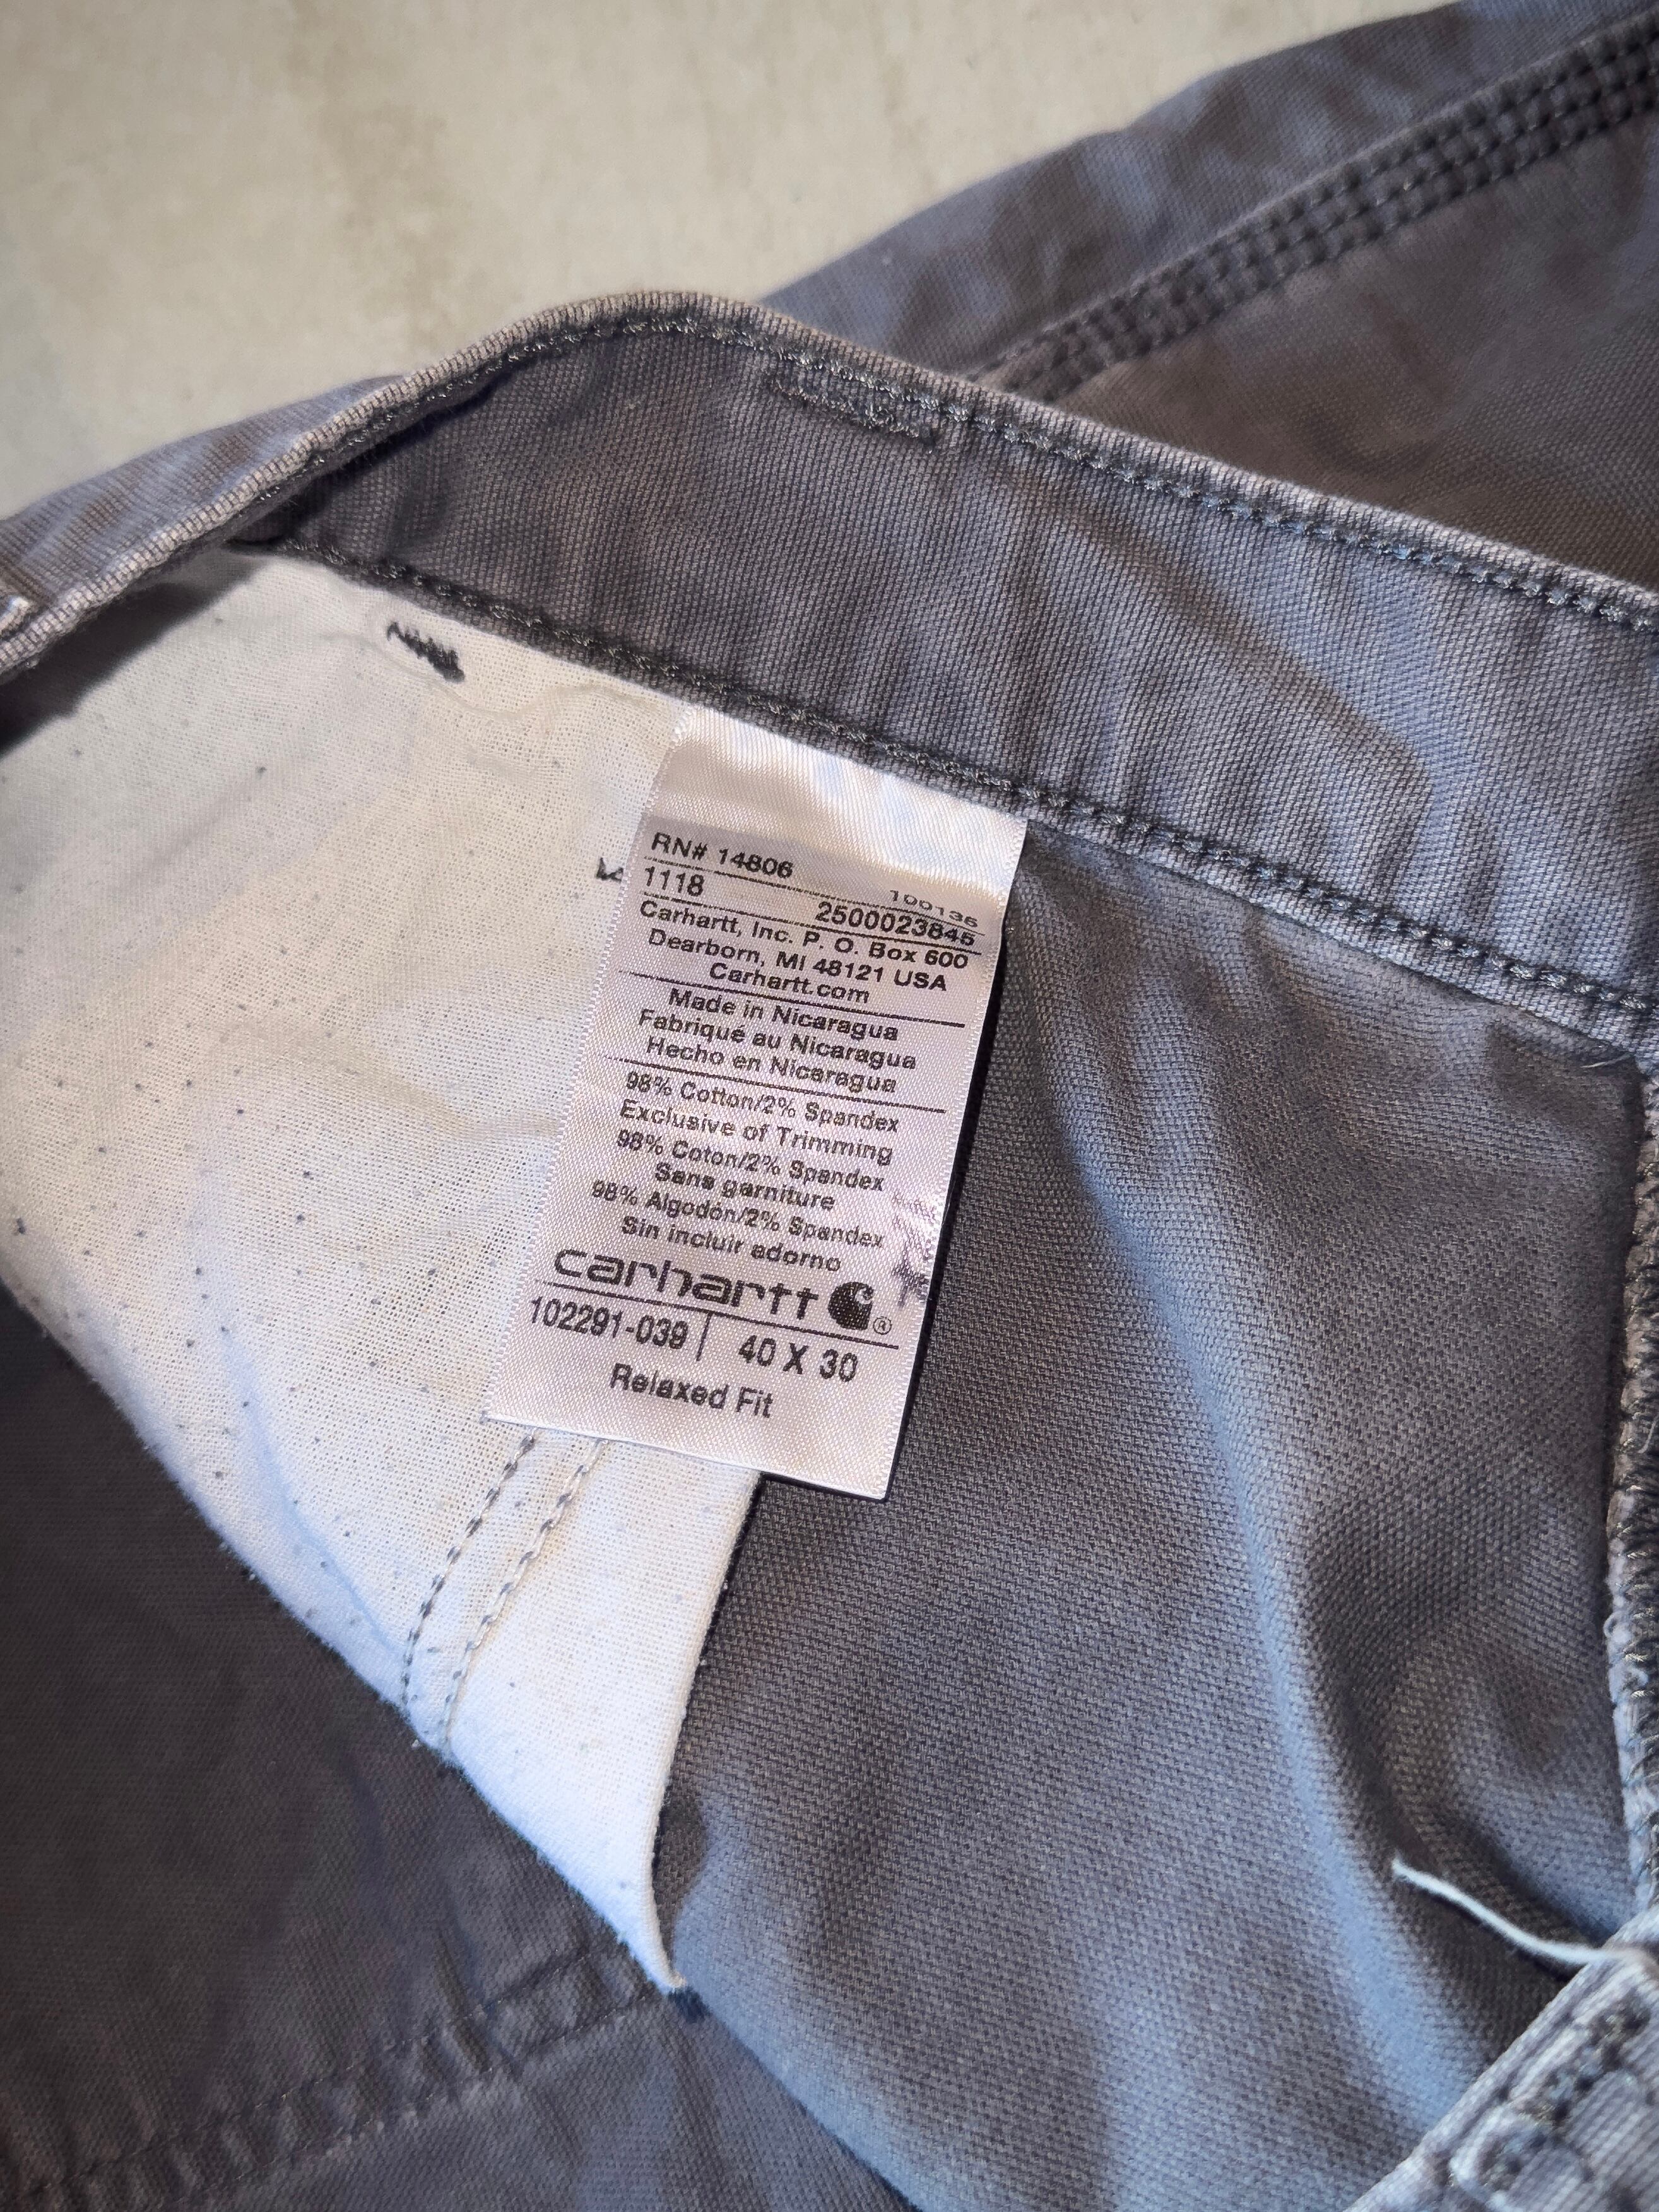 RN# 14806
100135
1118 2500023845
Carhartt, Inc. P. O. Box 600
Dearborn, MI 48121 USA
Carhartt.com
Made in Nicaragua
Fabriqué au Nicaragua
Hecho en Nicaragua
98% Cotton/2% Spandex
Exclusive of Trimming
98% Coton/2% Spandex
Sans garniture
98% Algodón/2% Spandex
Sin incluir adorno
carhartt ®
102291-039 | 40 X 30
Relaxed Fit